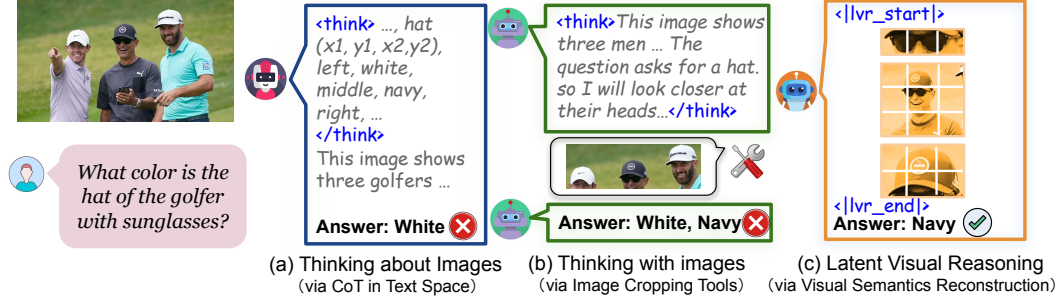 What color is the
hat of the golfer
with sunglasses?
<think> ..., hat
(x1, y1, x2,y2),
left, white,
middle, navy,
right, ...
</think>
This image shows
three golfers ...
Answer: White
(a) Thinking about Images
(via CoT in Text Space)
<think>This image shows
three men ... The
question asks for a hat.
so I will look closer at
their heads...</think>
Answer: White, Navy
(b) Thinking with images
(via Image Cropping Tools)
<|lvr_start|>
<|lvr_end|>
Answer: Navy
(c) Latent Visual Reasoning
(via Visual Semantics Reconstruction)